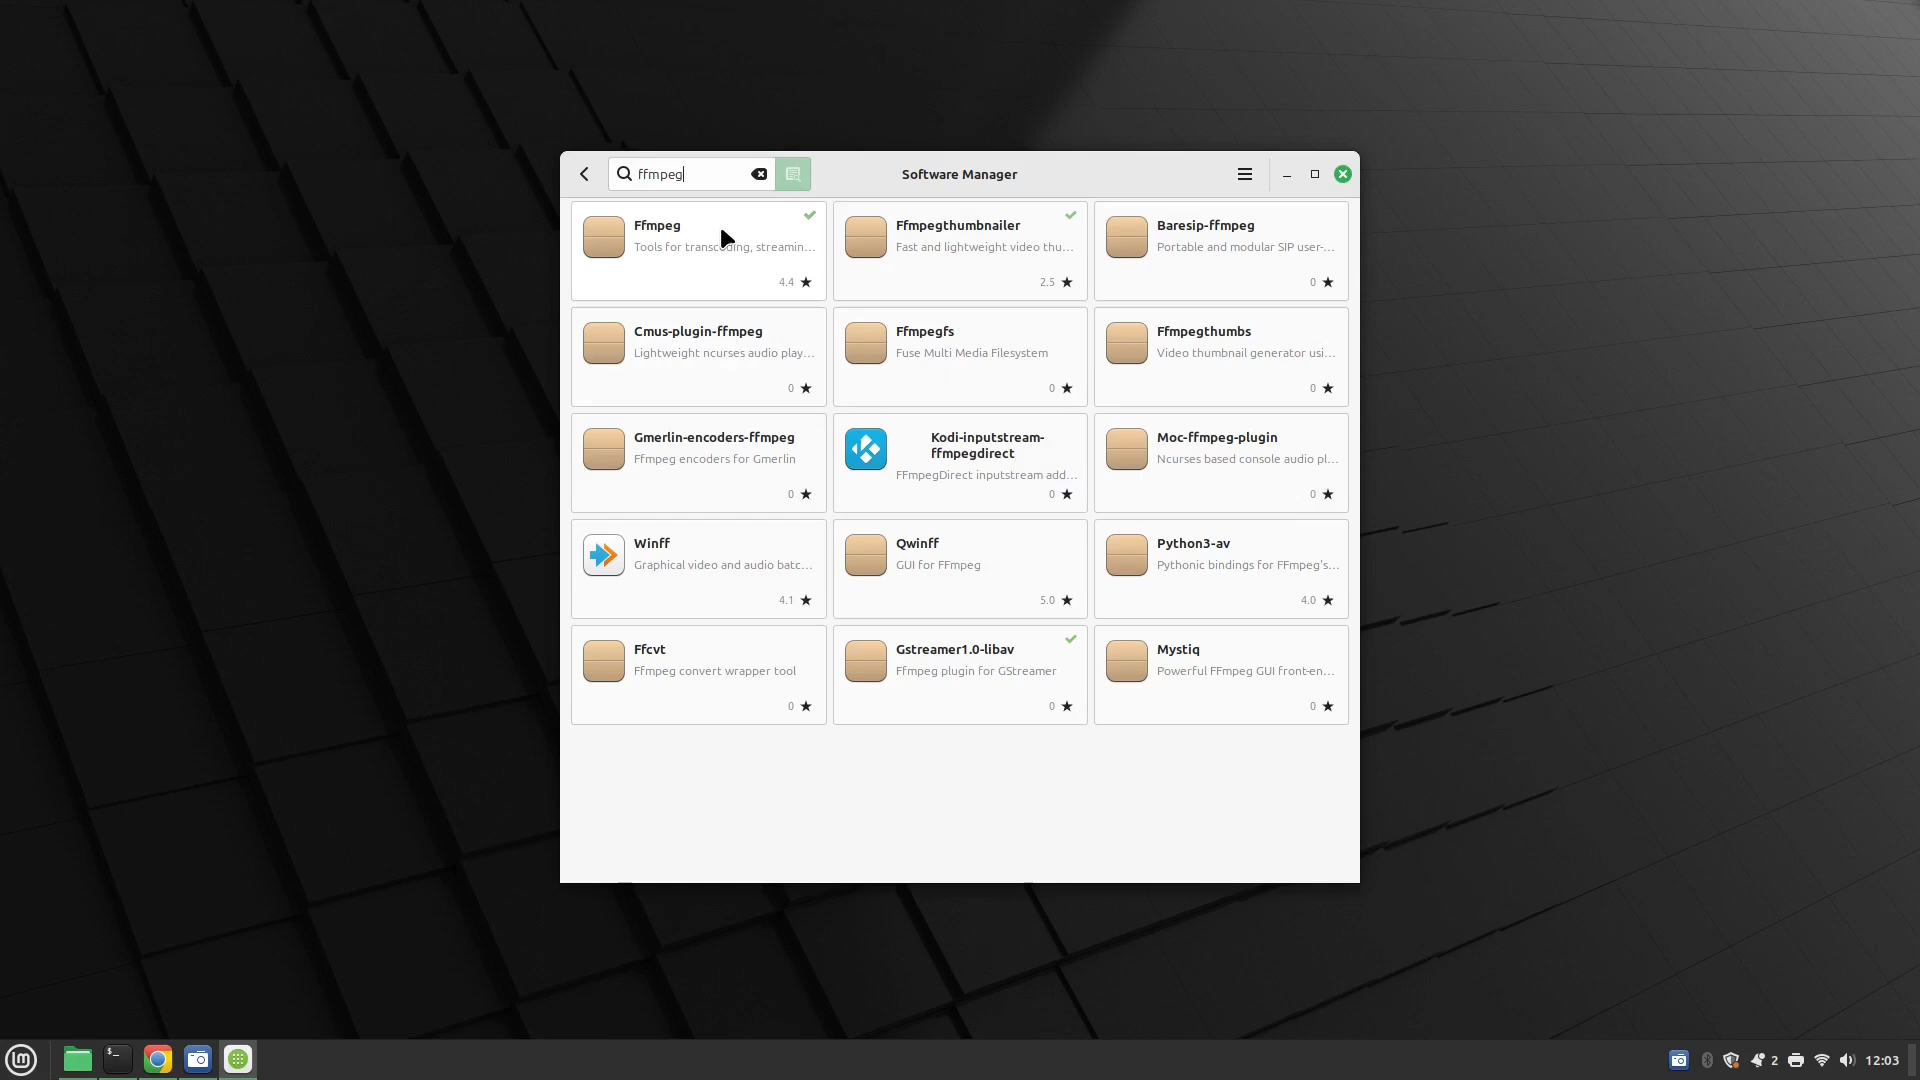 ffmpeg
Software Manager
Ffmpeg
Tools for transcoding, streamin...
4.4
Ffmpegthumbnailer
Fast and lightweight video thu...
2.5
Baresip-ffmpeg
Portable and modular SIP user-...
0
Cmus-plugin-ffmpeg
Lightweight ncurses audio play...
0
Ffmpegfs
Fuse Multi Media Filesystem
0
Ffmpegthumbs
Video thumbnail generator usi...
0
Gmerlin-encoders-ffmpeg
Ffmpeg encoders for Gmerlin
0
Kodi-inputstream-
ffmpegdirect
FFmpegDirect inputstream add...
0
Moc-ffmpeg-plugin
Ncurses based console audio pl...
0
Winff
Graphical video and audio batc...
4.1
Qwinff
GUI for FFmpeg
5.0
Python3-av
Pythonic bindings for FFmpeg's...
4.0
Ffcvt
Ffmpeg convert wrapper tool
0
Gstreamer1.0-libav
Ffmpeg plugin for GStreamer
0
Mystiq
Powerful FFmpeg GUI front-en...
0
$_
2
12:03